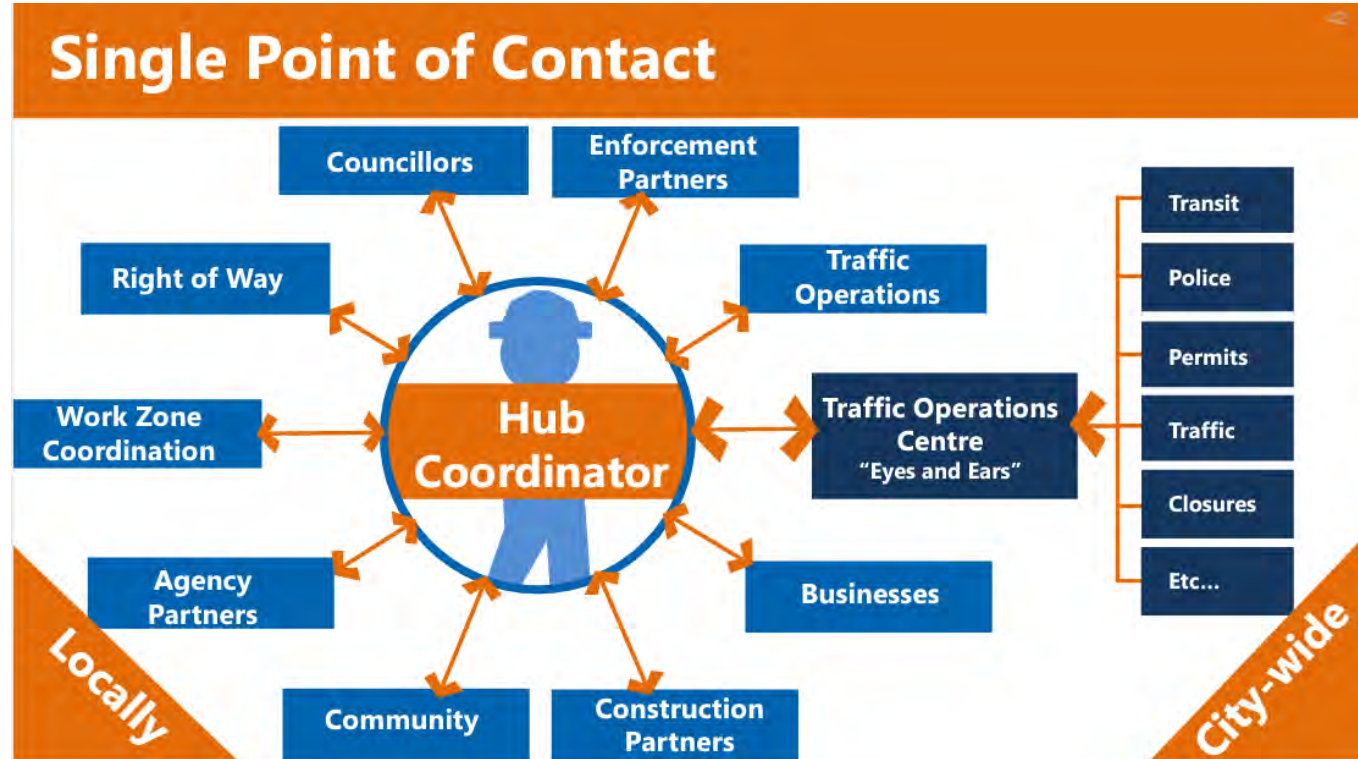 Single Point of Contact
Councillors
Enforcement
Partners
Right of Way
Traffic
Operations
Work Zone
Coordination
Hub
Coordinator
Traffic Operations
Centre
“Eyes and Ears”
Transit
Police
Permits
Traffic
Closures
Etc...
Agency
Partners
Businesses
Community
Construction
Partners
Locally
City-wide